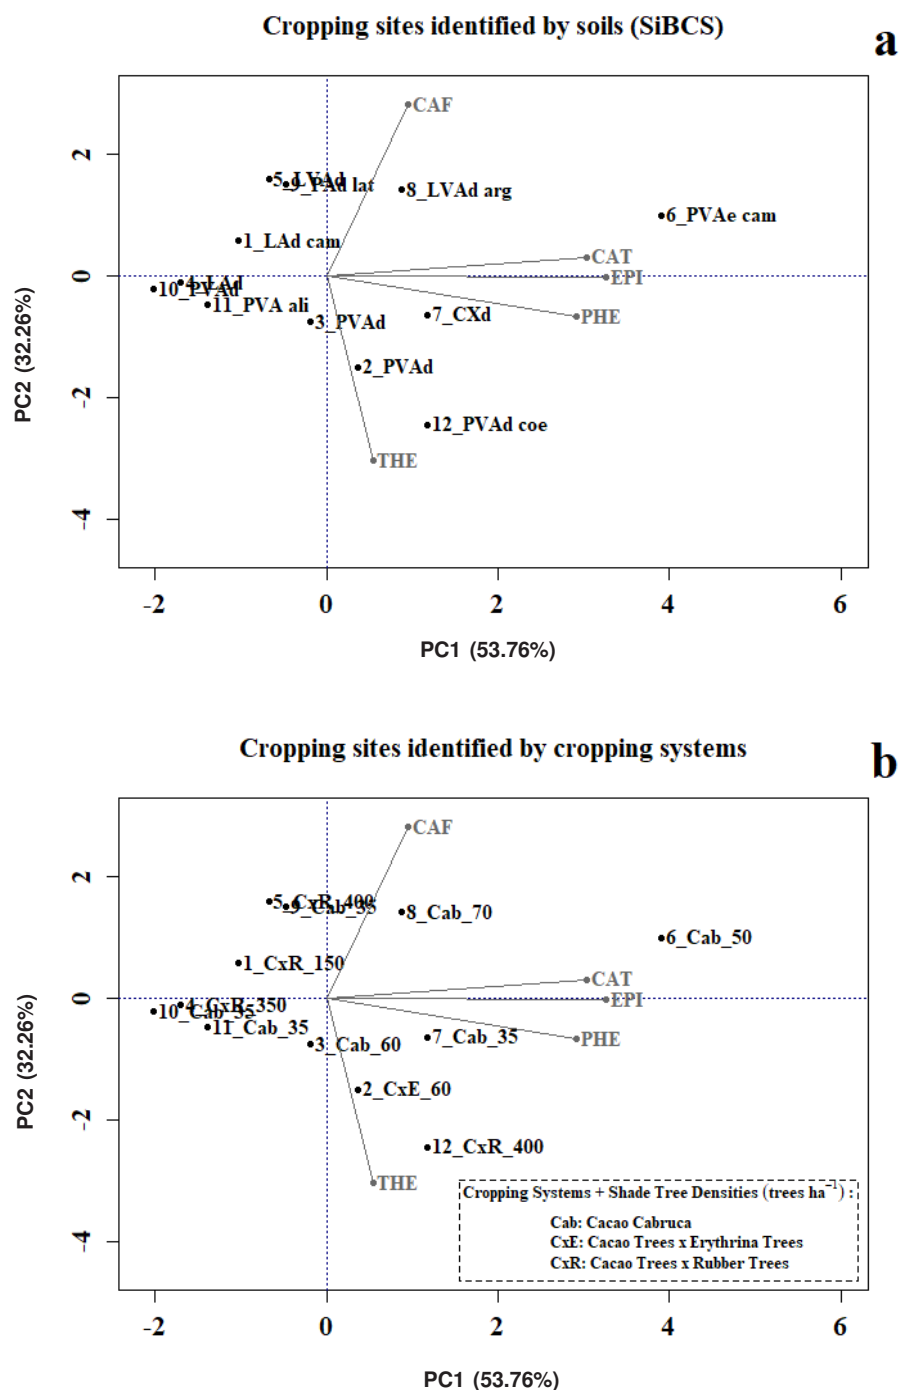 Cropping sites identified by soils (SiBCS)
a
CAF
5_LVAd
9_PAd lat
8_LVAd arg
6_PVAe cam
1_LAd cam
CAT
EPI
4_LAd
10_PVAd
11_PVA ali
3_PVAd
7_CXd
PHE
2_PVAd
12_PVAd coe
THE
2
0
-2
-4
PC2 (32.26%)
-2
0
2
4
6
PC1 (53.76%)
Cropping sites identified by cropping systems
b
CAF
5_CxR_400
9_Cab_35
8_Cab_70
6_Cab_50
1_CxR_150
CAT
EPI
4_CxR_350
10_Cab_35
11_Cab_35
3_Cab_60
7_Cab_35
PHE
2_CxE_60
12_CxR_400
THE
Cropping Systems + Shade Tree Densities (trees ha⁻¹) :
Cab: Cacao Cabruca
CxE: Cacao Trees x Erythrina Trees
CxR: Cacao Trees x Rubber Trees
2
0
-2
-4
PC2 (32.26%)
-2
0
2
4
6
PC1 (53.76%)